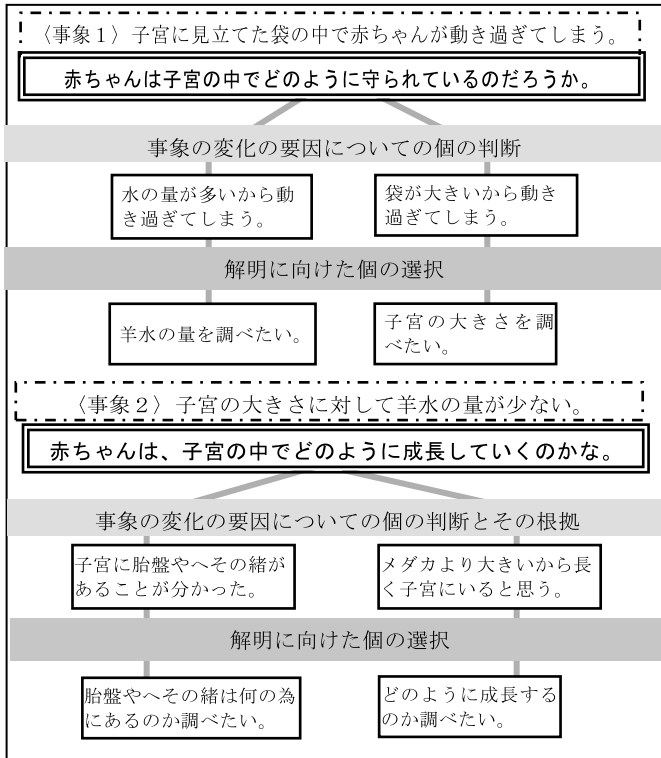 〈事象１〉子宮に見立てた袋の中で赤ちゃんが動き過ぎてしまう。
赤ちゃんは子宮の中でどのように守られているのだろうか。
事象の変化の要因についての個の判断
水の量が多いから動
き過ぎてしまう。
袋が大きいから動き
過ぎてしまう。
解明に向けた個の選択
羊水の量を調べたい。
子宮の大きさを調
べたい。
〈事象２〉子宮の大きさに対して羊水の量が少ない。
赤ちゃんは、子宮の中でどのように成長していくのかな。
事象の変化の要因についての個の判断とその根拠
子宮に胎盤やへその緒が
あることが分かった。
メダカより大きいから長
く子宮にいると思う。
解明に向けた個の選択
胎盤やへその緒は何の為
にあるのか調べたい。
どのように成長する
のか調べたい。